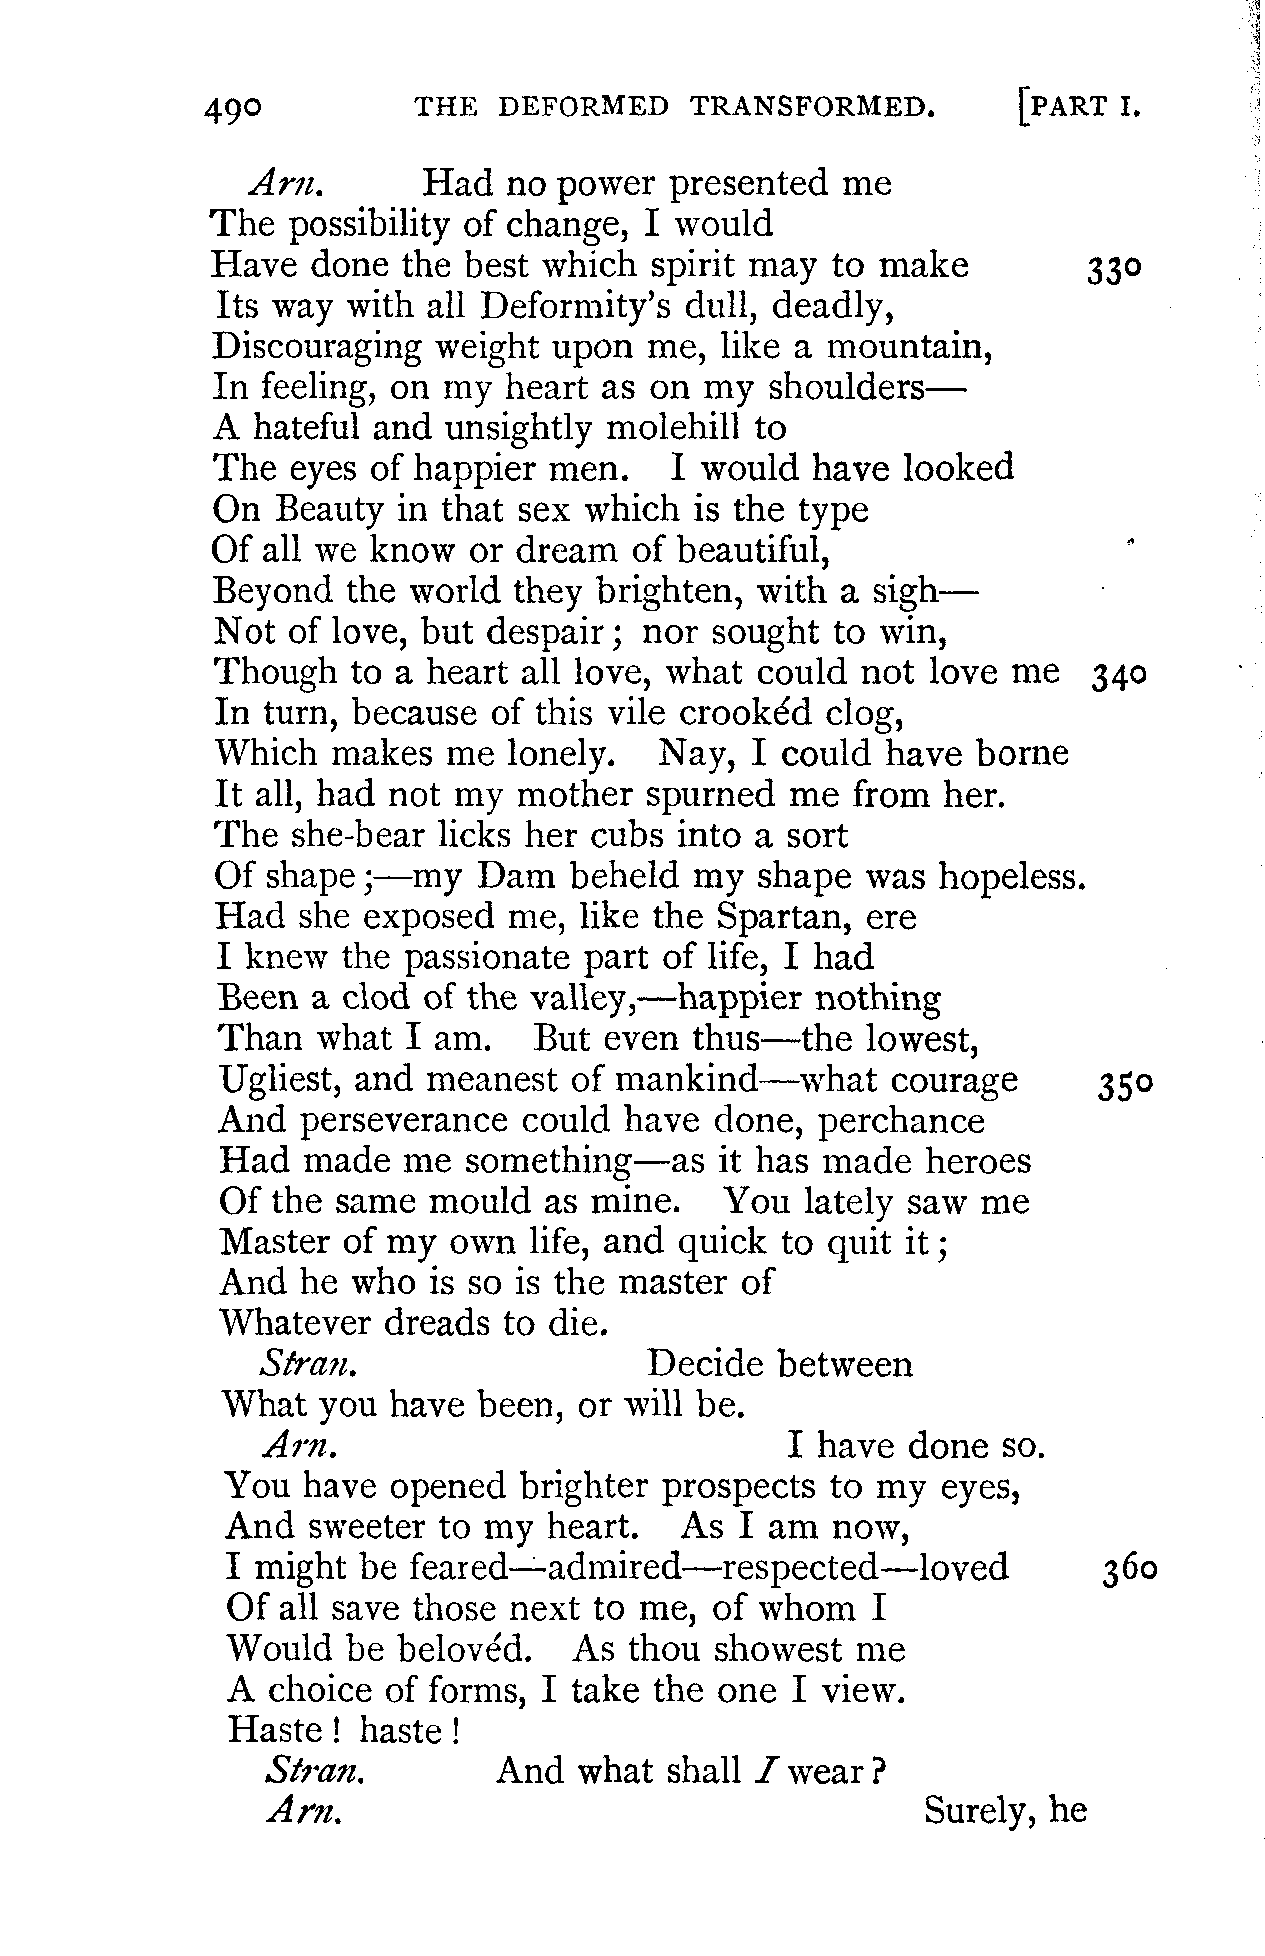 490 THE DEFORMED TRANSFORMED. [PART I.
Arn. Had no power presented me
The possibility of change, I would
Have done the best which spirit may to make 330
Its way with all Deformity's dull, deadly,
Discouraging weight upon me, like a mountain,
In feeling, on my heart as on my shoulders—
A hateful and unsightly molehill to
The eyes of happier men. I would have looked
On Beauty in that sex which is the type
Of all we know or dream of beautiful,
Beyond the world they brighten, with a sigh—
Not of love, but despair; nor sought to win,
Though to a heart all love, what could not love me 340
In turn, because of this vile crookéd clog,
Which makes me lonely. Nay, I could have borne
It all, had not my mother spurned me from her.
The she-bear licks her cubs into a sort
Of shape;—my Dam beheld my shape was hopeless.
Had she exposed me, like the Spartan, ere
I knew the passionate part of life, I had
Been a clod of the valley,—happier nothing
Than what I am. But even thus—the lowest,
Ugliest, and meanest of mankind—what courage 350
And perseverance could have done, perchance
Had made me something—as it has made heroes
Of the same mould as mine. You lately saw me
Master of my own life, and quick to quit it;
And he who is so is the master of
Whatever dreads to die.
Stran. Decide between
What you have been, or will be.
Arn. I have done so.
You have opened brighter prospects to my eyes,
And sweeter to my heart. As I am now,
I might be feared—admired—respected—loved 360
Of all save those next to me, of whom I
Would be belovéd. As thou showest me
A choice of forms, I take the one I view.
Haste! haste!
Stran. And what shall I wear?
Arn. Surely, he